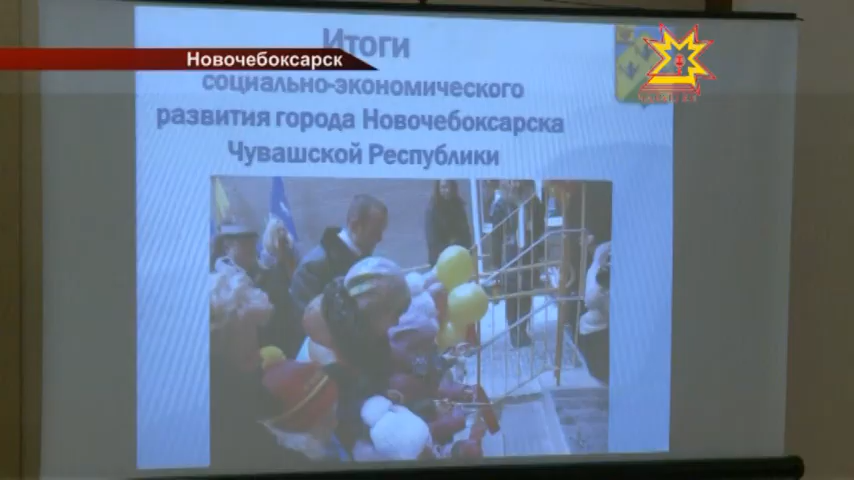 Новочебоксарск
Итоги
социально-экономического
развития города Новочебоксарска
Чувашской Республики